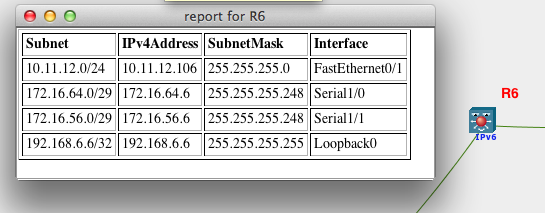 report for R6
Subnet IPv4Address SubnetMask Interface
10.11.12.0/24 10.11.12.106 255.255.255.0 FastEthernet0/1
172.16.64.0/29 172.16.64.6 255.255.255.248 Serial1/0
172.16.56.0/29 172.16.56.6 255.255.255.248 Serial1/1
192.168.6.6/32 192.168.6.6 255.255.255.255 Loopback0
R6
IPv6